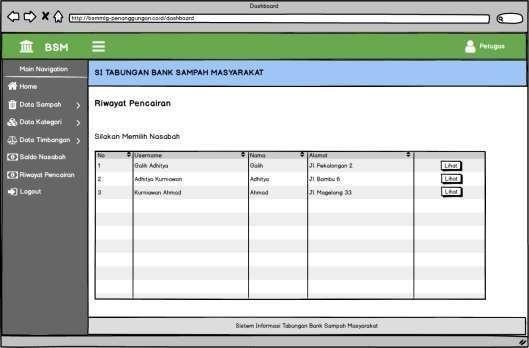 Dashboard
http://bsmmlg-penanggungan.co.id/dashboard
BSM
Petugas
Main Navigation
Home
Data Sampah
Data Kategori
Data Timbangan
Saldo Nasabah
Riwayat Pencairan
Logout
SI TABUNGAN BANK SAMPAH MASYARAKAT
Riwayat Pencairan
Silakan Memilih Nasabah
No Username Nama Alamat
1 Galih Adhitya Galih Jl. Pekalongan 2 Lihat
2 Adhitya Kurniawan Adhitya Jl. Bambu 6 Lihat
3 Kurniawan Ahmad Ahmad Jl. Magelang 33 Lihat
Sistem Informasi Tabungan Bank Sampah Masyarakat